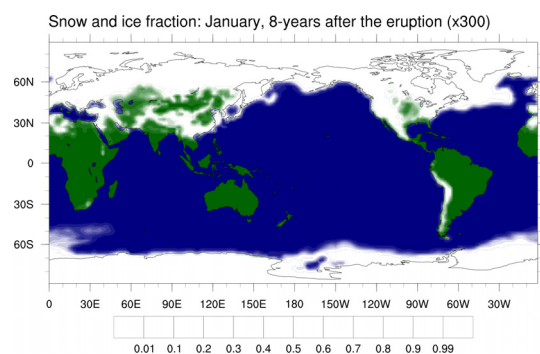 Snow and ice fraction: January, 8-years after the eruption (x300)
60N
30N
0
30S
60S
0 30E 60E 90E 120E 150E 180 150W 120W 90W 60W 30W
0.01 0.1 0.2 0.3 0.4 0.5 0.6 0.7 0.8 0.9 0.99